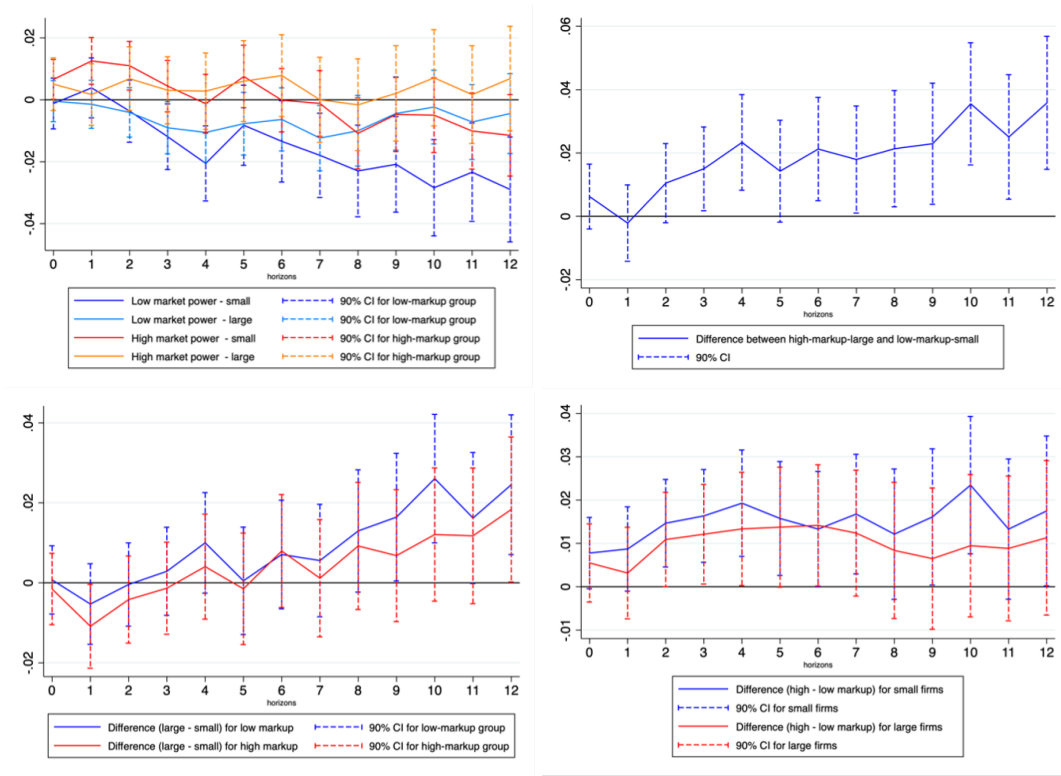 .02
0
-.02
-.04
0 1 2 3 4 5 6 7 8 9 10 11 12
horizons
Low market power - small 90% CI for low-markup group
Low market power - large 90% CI for low-markup group
High market power - small 90% CI for high-markup group
High market power - large 90% CI for high-markup group
.06
.04
.02
0
-.02
0 1 2 3 4 5 6 7 8 9 10 11 12
horizons
Difference between high-markup-large and low-markup-small
90% CI
.04
.02
0
-.02
0 1 2 3 4 5 6 7 8 9 10 11 12
horizons
Difference (large - small) for low markup 90% CI for low-markup group
Difference (large - small) for high markup 90% CI for high-markup group
.04
.03
.02
.01
0
-.01
0 1 2 3 4 5 6 7 8 9 10 11 12
horizons
Difference (high - low markup) for small firms
90% CI for small firms
Difference (high - low markup) for large firms
90% CI for large firms